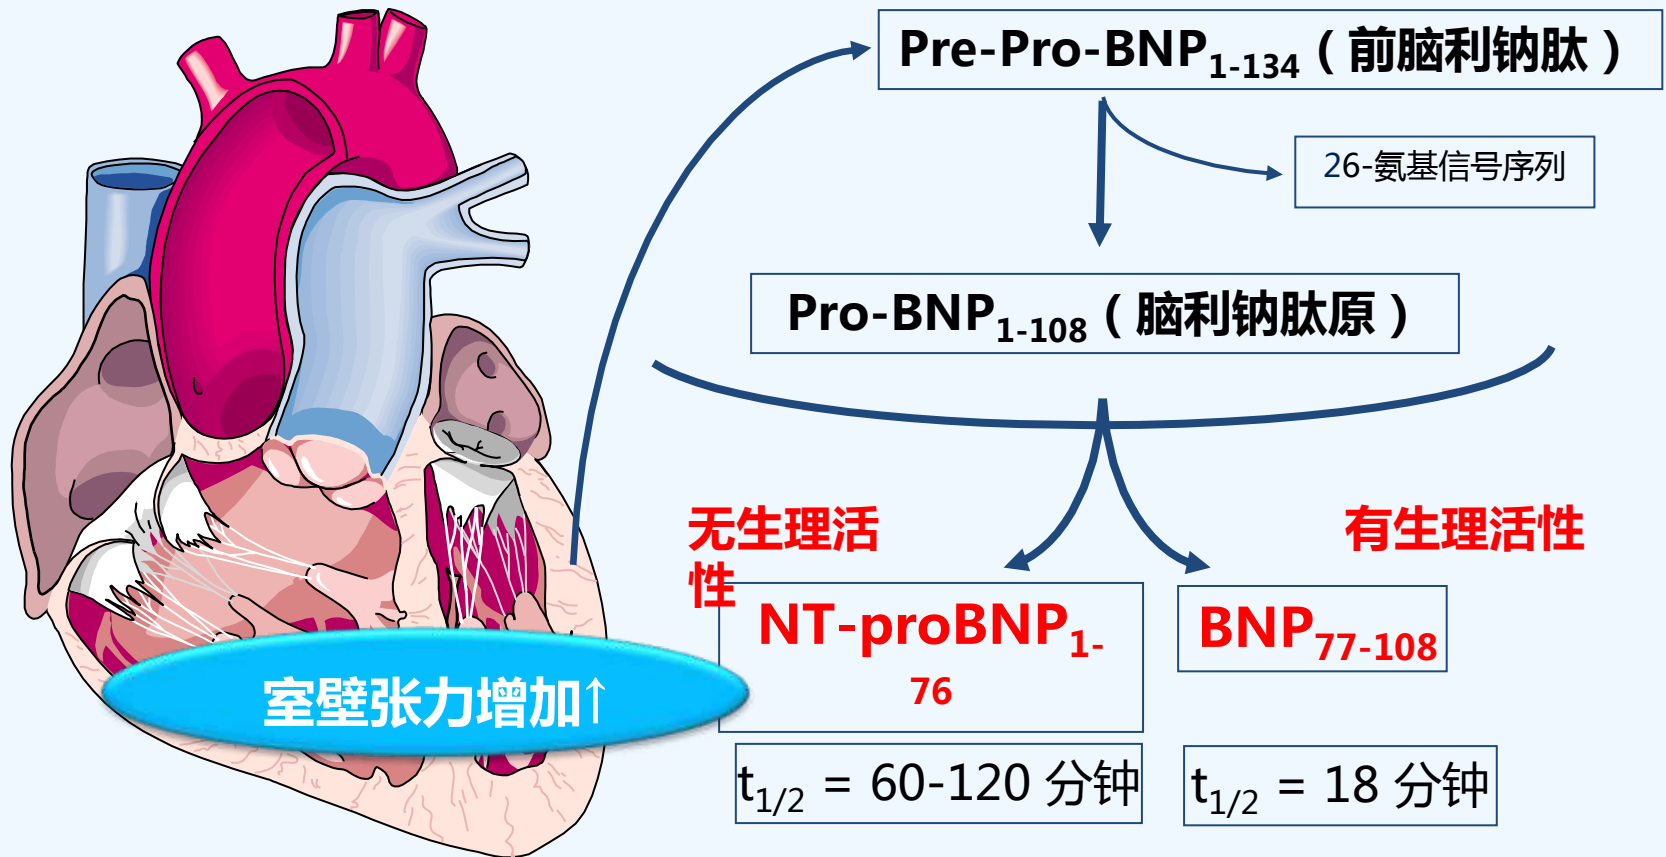 Pre-Pro-BNP1-134（前脑利钠肽）
26-氨基信号序列
Pro-BNP1-108（脑利钠肽原）
无生理活
性
有生理活性
NT-proBNP1-
76
BNP77-108
室壁张力增加↑
t1/2 = 60-120 分钟
t1/2 = 18 分钟